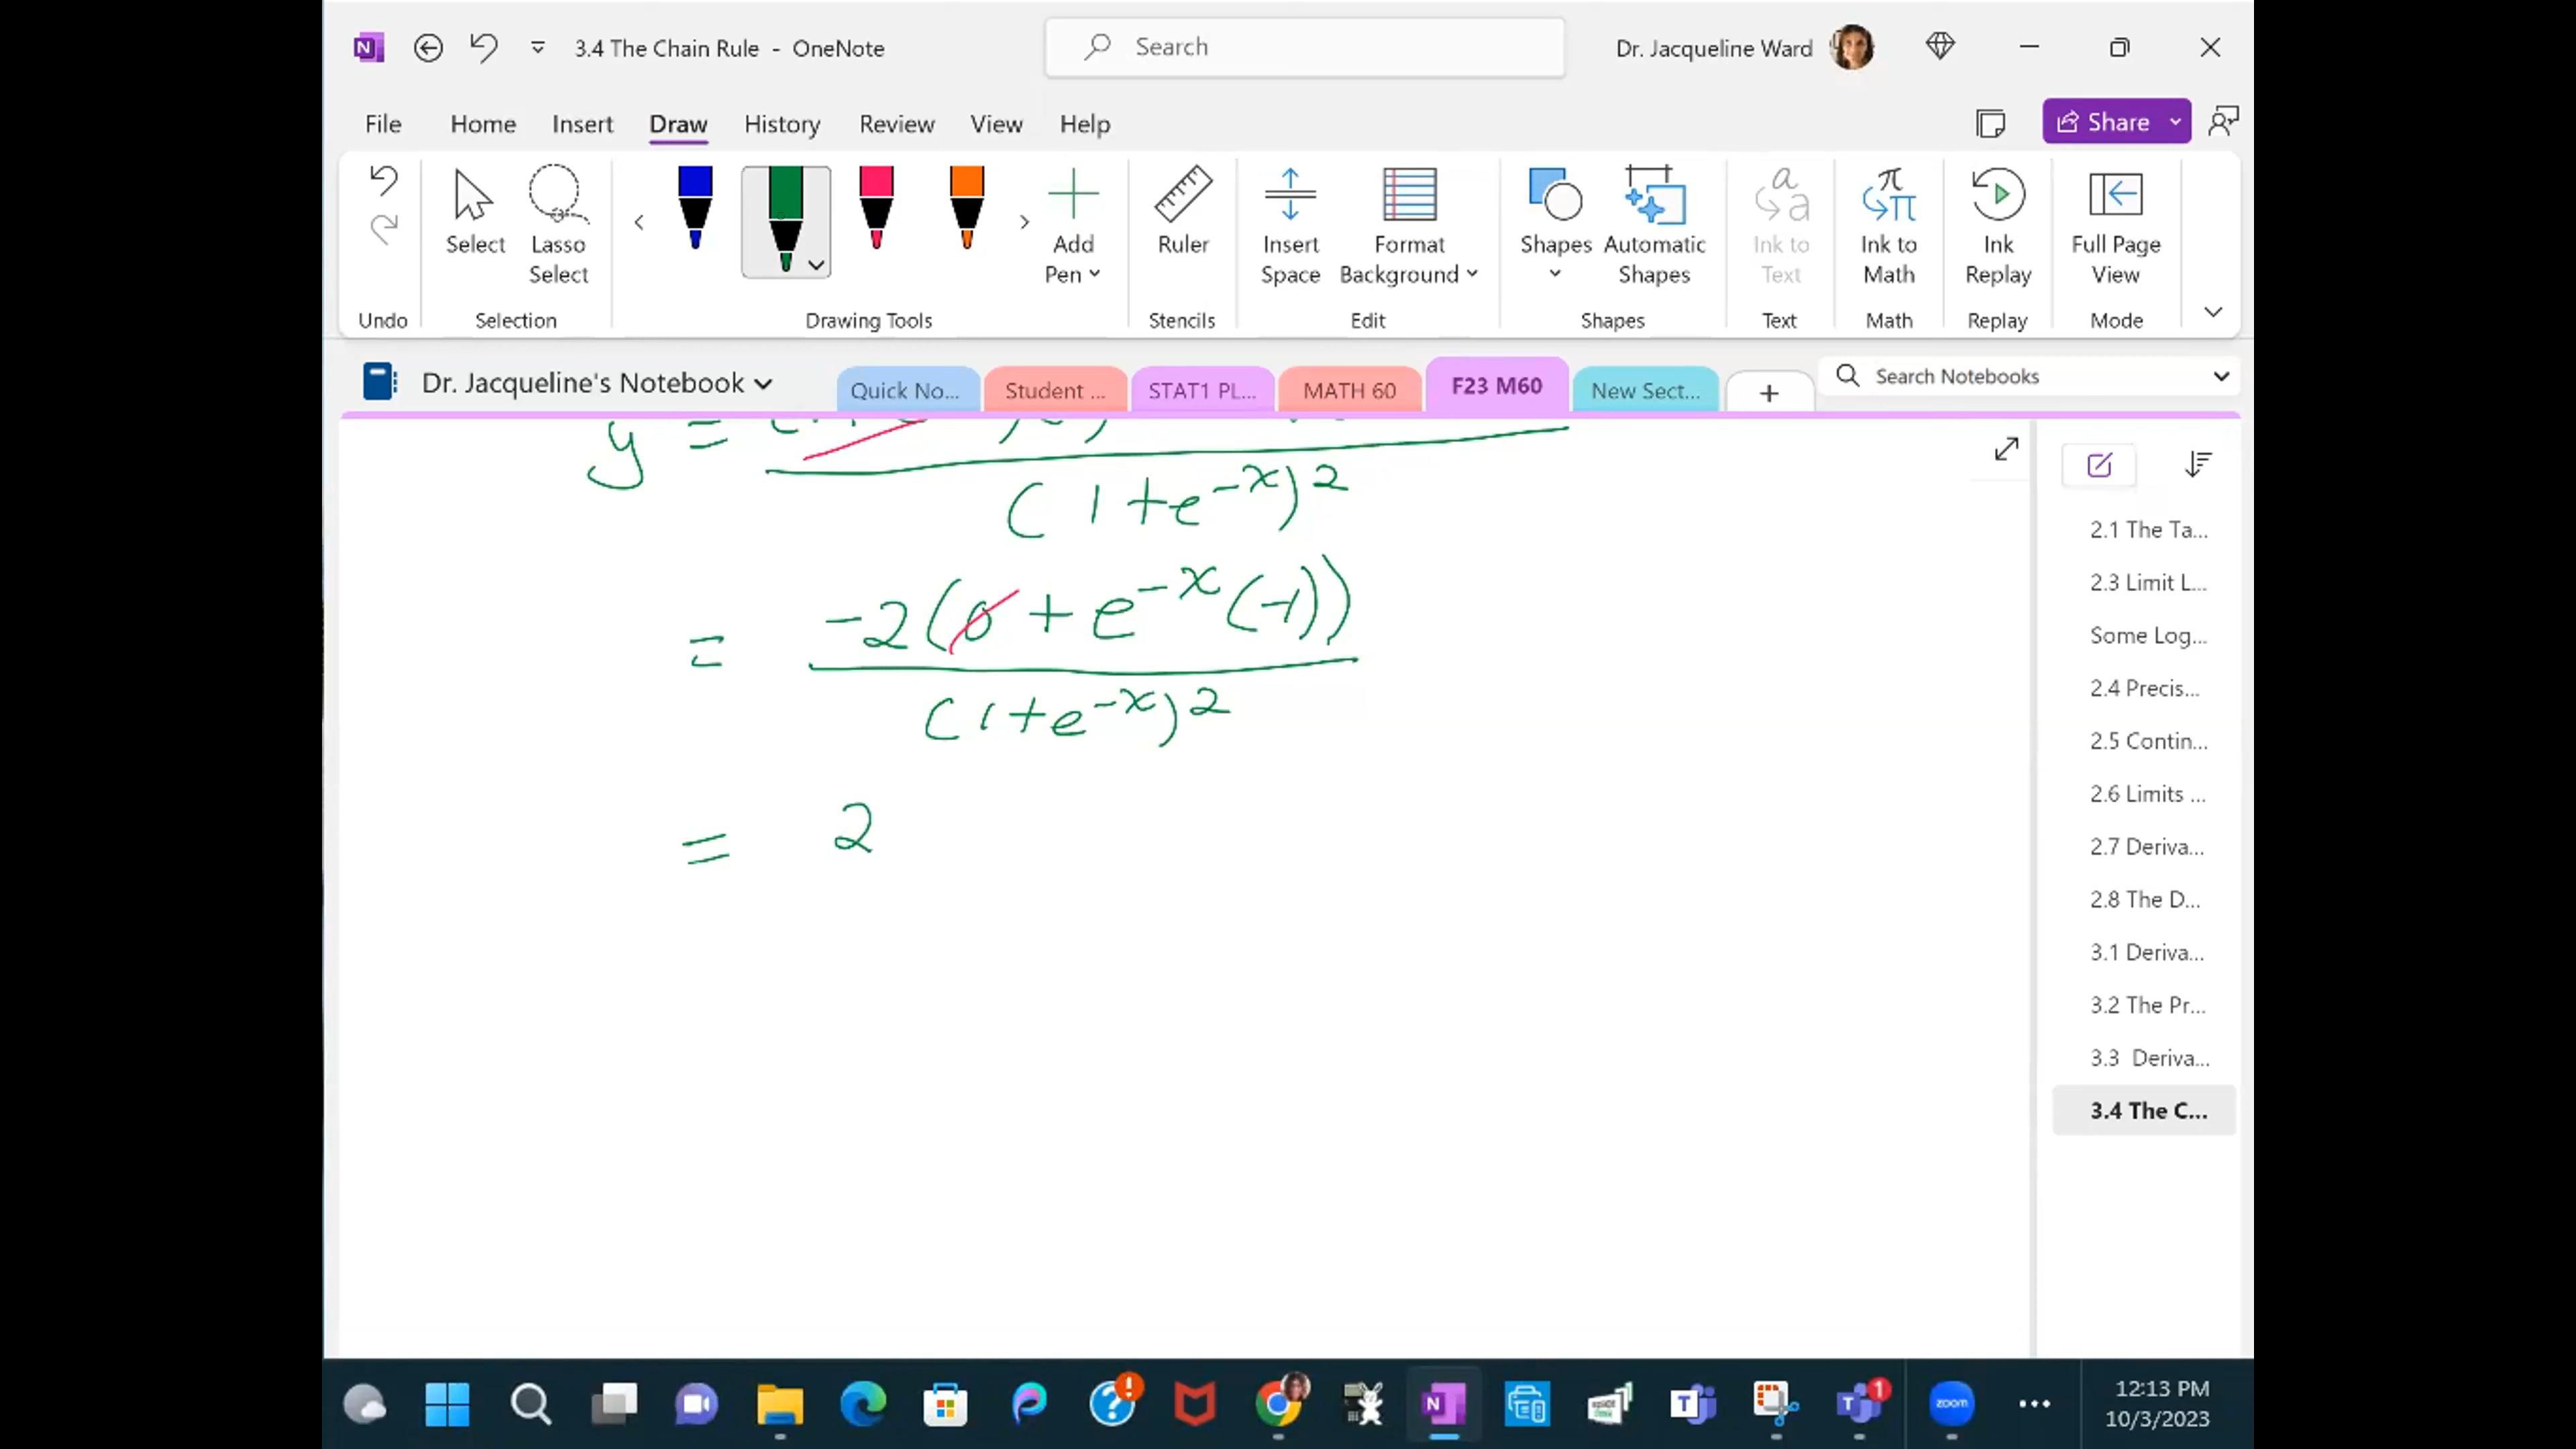 3.4 The Chain Rule - OneNote
Search
Dr. Jacqueline Ward
File Home Insert Draw History Review View Help
Share
Undo
Select
Lasso Select
Selection
Drawing Tools
Add Pen
Ruler
Stencils
Insert Space
Format Background
Edit
Shapes
Automatic Shapes
Shapes
Ink to Text
Text
Ink to Math
Math
Ink Replay
Replay
Full Page View
Mode
Dr. Jacqueline's Notebook
Quick No...
Student ...
STAT1 PL...
MATH 60
F23 M60
New Sect...
+
Search Notebooks
y =
(1+e^-x)^2
= -2(0 + e^-x(-1))
(1+e^-x)^2
= 2
2.1 The Ta...
2.3 Limit L...
Some Log...
2.4 Precis...
2.5 Contin...
2.6 Limits ...
2.7 Deriva...
2.8 The D...
3.1 Deriva...
3.2 The Pr...
3.3 Deriva...
3.4 The C...
zoom
1
12:13 PM
10/3/2023